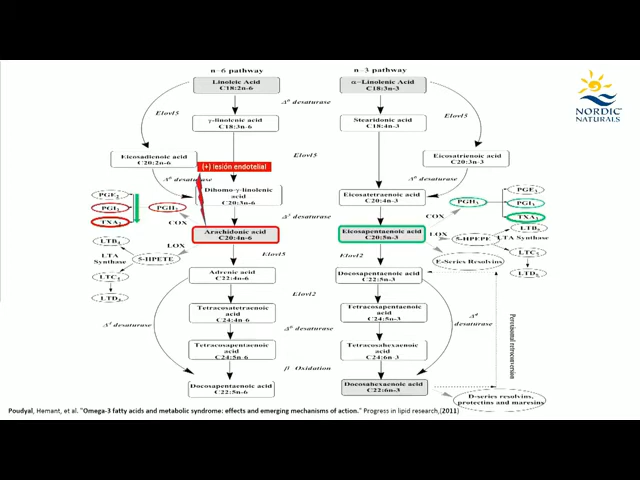 n-6 pathway
n-3 pathway
Linoleic Acid
C18:2n-6
α-Linolenic Acid
C18:3n-3
NORDIC
NATURALS
Δ⁶ desaturase
Elovl5
γ-linolenic acid
C18:3n-6
Stearidonic acid
C18:4n-3
Elovl5
Elovl5
Eicosadienoic acid
C20:2n-6
(+) lesión endotelial
Eicosatrienoic acid
C20:3n-3
Δ⁸ desaturase
Dihomo-γ-linolenic
acid
C20:3n-6
Eicosatetraenoic acid
C20:4n-3
PGF₂
PGI₂
TXA₂
PGH₂
COX
Δ⁵ desaturase
COX
PGH₃
PGF₃
PGI₃
TXA₃
Arachidonic acid
C20:4n-6
Eicosapentaenoic acid
C20:5n-3
LTB₄
LTA
Synthase
LTC₄
LTD₄
5-HPETE
LOX
Elovl5
Elovl2
LOX
5-HPEPE
LTB₅
LTA Synthase
LTC₅
LTD₅
E-Series Resolvins
Adrenic acid
C22:4n-6
Docosapentaenoic acid
C22:5n-3
Elovl2
Tetracosatetraenoic
acid
C24:4n-6
Tetracosapentaenoic
acid
C24:5n-3
Δ⁴ desaturase
Δ⁶ desaturase
Δ⁴
desaturase
Peroxisomal retroconversion
Tetracosapentaenoic
acid
C24:5n-6
Tetracosahexaenoic
acid
C24:6n-3
β Oxidation
Docosapentaenoic acid
C22:5n-6
Docosahexaenoic acid
C22:6n-3
D-series resolvins,
protectins and maresins
Poudyal, Hemant, et al. "Omega-3 fatty acids and metabolic syndrome: effects and emerging mechanisms of action." Progress in lipid research,(2011)